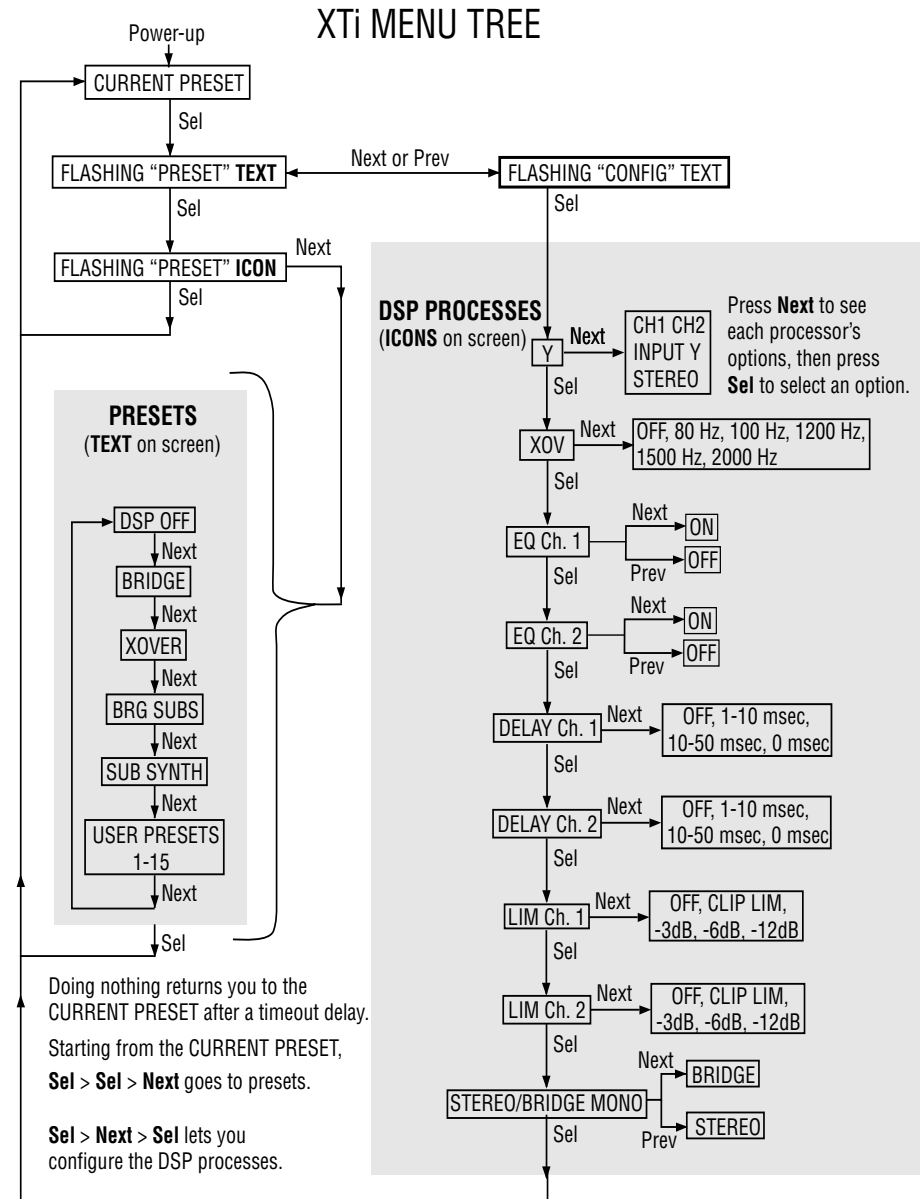 XTi MENU TREE
Power-up
CURRENT PRESET
Sel
FLASHING “PRESET” TEXT
Next or Prev
FLASHING “CONFIG” TEXT
Sel
Sel
FLASHING “PRESET” ICON
Next
Sel
PRESETS
(TEXT on screen)
DSP OFF
Next
BRIDGE
Next
XOVER
Next
BRG SUBS
Next
SUB SYNTH
Next
USER PRESETS
1-15
Next
Sel
Doing nothing returns you to the
CURRENT PRESET after a timeout delay.
Starting from the CURRENT PRESET,
Sel > Sel > Next goes to presets.
Sel > Next > Sel lets you
configure the DSP processes.
DSP PROCESSES
(ICONS on screen)
Y
Next
CH1 CH2
INPUT Y
STEREO
Press Next to see
each processor’s
options, then press
Sel to select an option.
Sel
XOV
Next
OFF, 80 Hz, 100 Hz, 1200 Hz,
1500 Hz, 2000 Hz
Sel
EQ Ch. 1
Next
ON
Prev
OFF
Sel
EQ Ch. 2
Next
ON
Prev
OFF
Sel
DELAY Ch. 1
Next
OFF, 1-10 msec,
10-50 msec, 0 msec
Sel
DELAY Ch. 2
Next
OFF, 1-10 msec,
10-50 msec, 0 msec
Sel
LIM Ch. 1
Next
OFF, CLIP LIM,
-3dB, -6dB, -12dB
Sel
LIM Ch. 2
Next
OFF, CLIP LIM,
-3dB, -6dB, -12dB
Sel
STEREO/BRIDGE MONO
Next
BRIDGE
Prev
STEREO
Sel